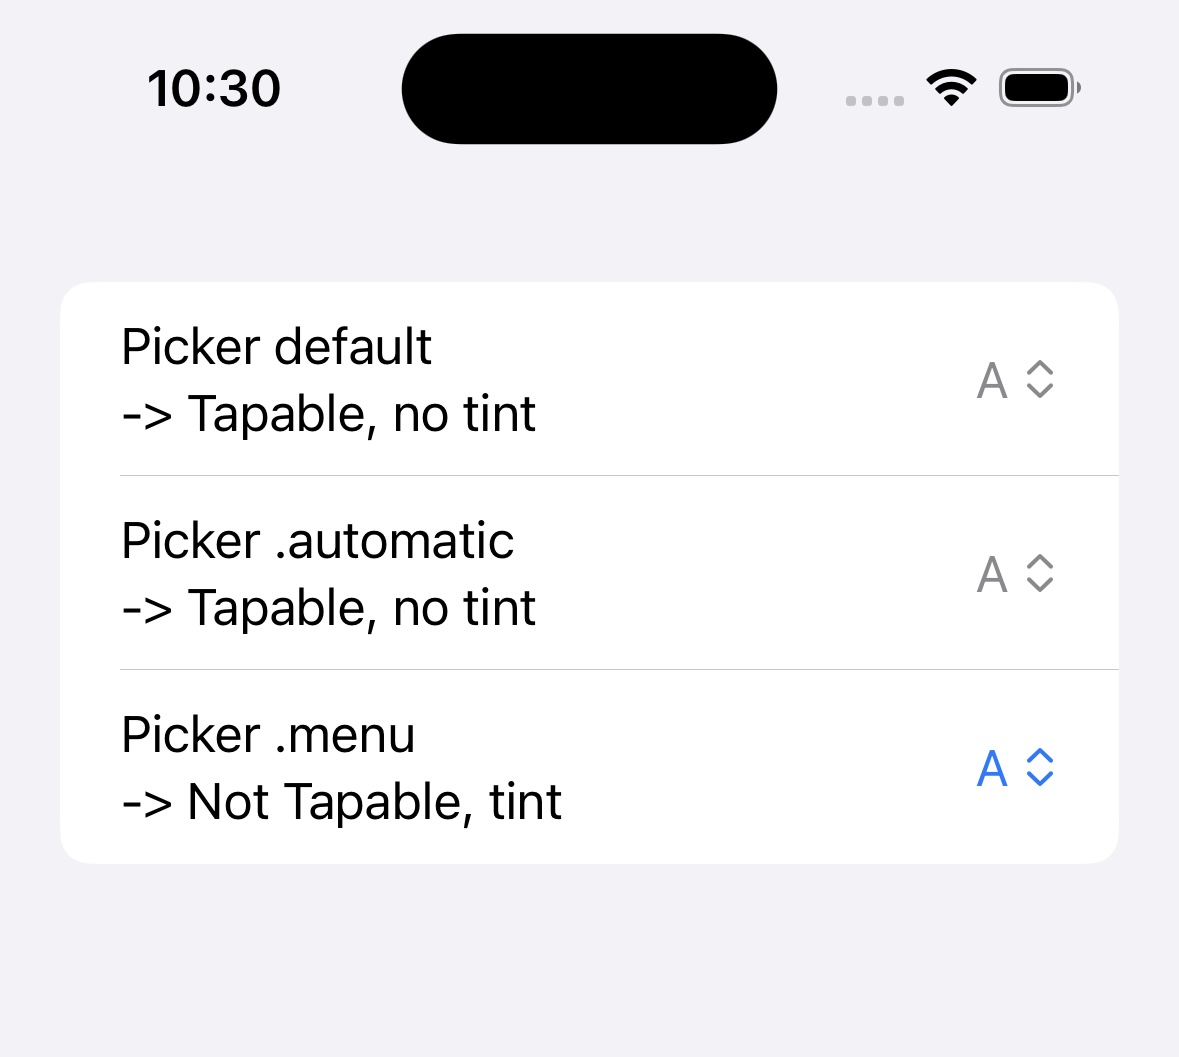 10:30
Picker default
-> Tapable, no tint
A
Picker .automatic
-> Tapable, no tint
A
Picker .menu
-> Not Tapable, tint
A